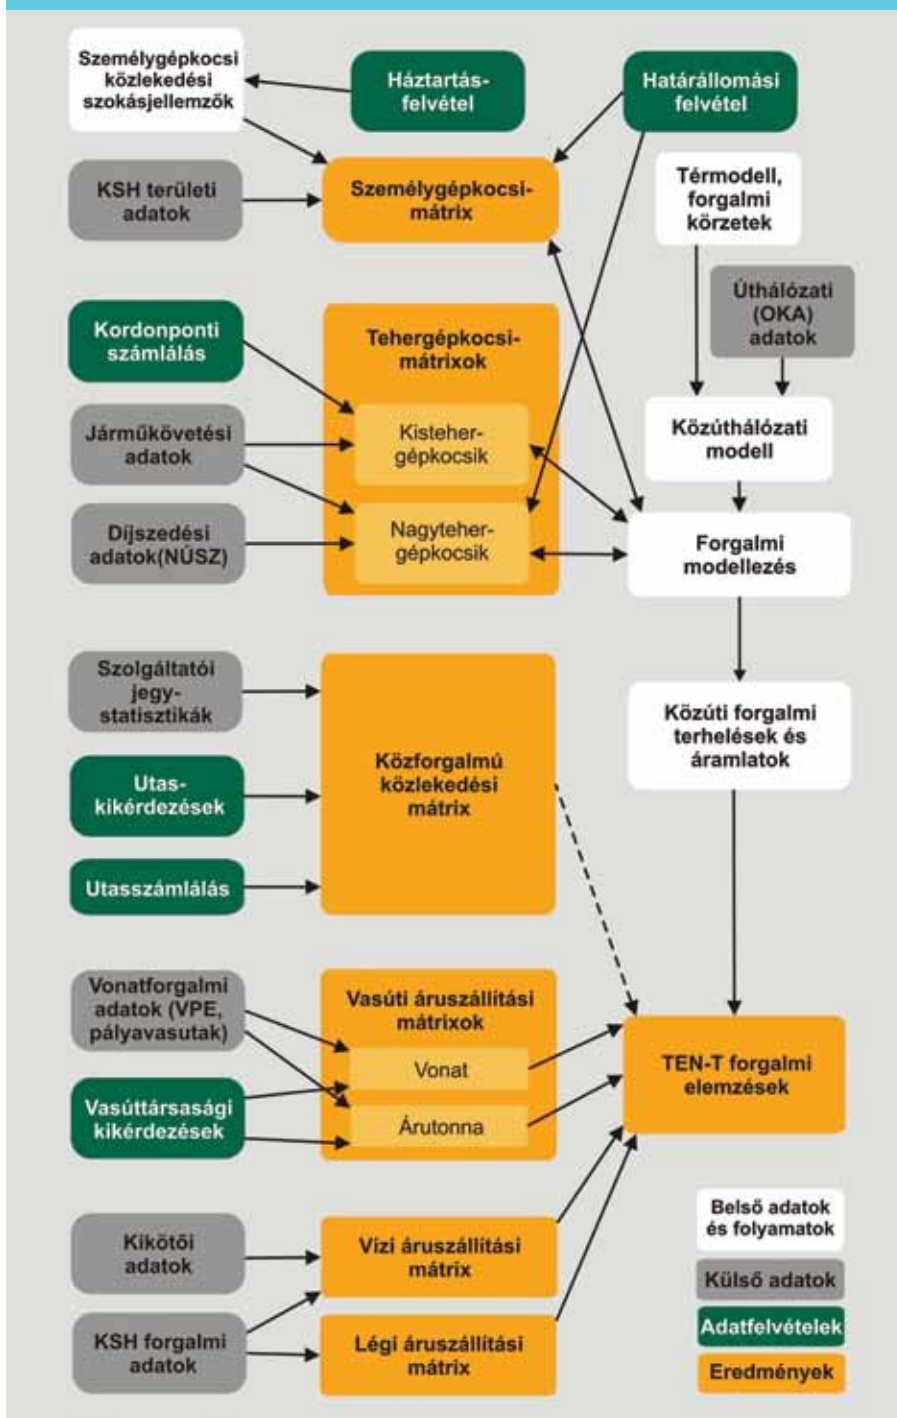 Személygépkocsi
közlekedési
szokásjellemzők
Háztartás-
felvétel
Határállomási
felvétel
KSH területi
adatok
Személygépkocsi-
mátrix
Térmodell,
forgalmi
körzetek
Úthálózati
(OKA)
adatok
Kordonponti
számlálás
Tehergépkocsi-
mátrixok
Járműkövetési
adatok
Kisteher-
gépkocsik
Közúthálózati
modell
Díjszedési
adatok(NÚSZ)
Nagyteher-
gépkocsik
Forgalmi
modellezés
Szolgáltatói
jegy-
statisztikák
Közforgalmú
közlekedési
mátrix
Közúti forgalmi
terhelések és
áramlatok
Utas-
kikérdezések
Utasszámlálás
Vonatforgalmi
adatok (VPE,
pályavasutak)
Vasúti áruszállítási
mátrixok
Vonat
TEN-T forgalmi
elemzések
Vasúttársasági
kikérdezések
Árutonna
Kikötői
adatok
Vízi áruszállítási
mátrix
KSH forgalmi
adatok
Légi áruszállítási
mátrix
Belső adatok
és folyamatok
Külső adatok
Adatfelvételek
Eredmények